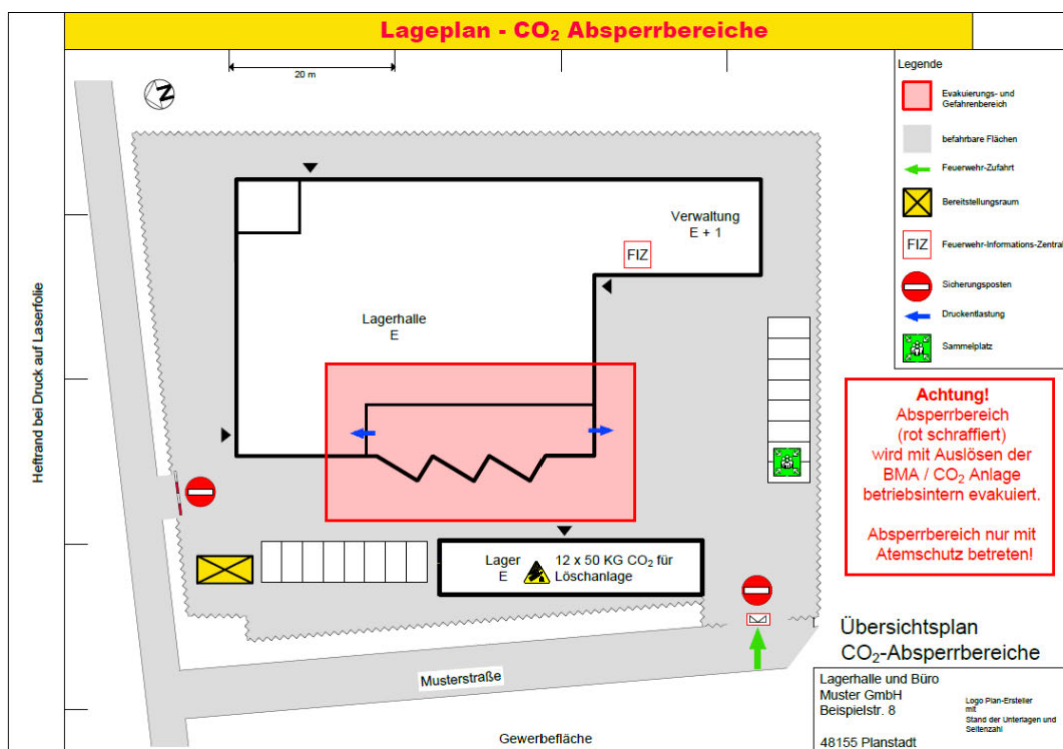 Lageplan - CO₂ Absperrbereiche
20 m
N
Heftrand bei Druck auf Laserfolie
Verwaltung
E + 1
FIZ
Lagerhalle
E
Lager
E
12 x 50 KG CO₂ für
Löschanlage
Musterstraße
Gewerbefläche
Legende
Evakuierungs- und
Gefahrenbereich
befahrbare Flächen
Feuerwehr-Zufahrt
Bereitstellungsraum
FIZ
Feuerwehr-Informations-Zentral
Sicherungsposten
Druckentlastung
Sammelplatz
Achtung!
Absperrbereich
(rot schraffiert)
wird mit Auslösen der
BMA / CO₂ Anlage
betriebsintern evakuiert.
Absperrbereich nur mit
Atemschutz betreten!
Übersichtsplan
CO₂-Absperrbereiche
Lagerhalle und Büro
Muster GmbH
Beispielstr. 8
48155 Planstadt
Logo Plan-Ersteller
mit
Stand der Unterlagen und
Seitenzahl